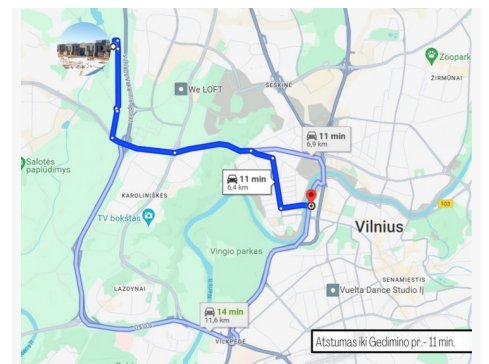 Zoopark
ŽIRMŪNAI
We LOFT
ŠEŠKINĖ
6,9 km
11 min
11 min
6,4 km
Salotės
paplūdimys
KAROLINIŠKĖS
TV bokštas
103
Vilnius
Vingio parkas
SENAMIESTIS
LAZDYNAI
Vuelta Dance Studio
14 min
11,6 km
VILKPĖDĖ
Atstumas iki Gedimino pr.- 11 min.